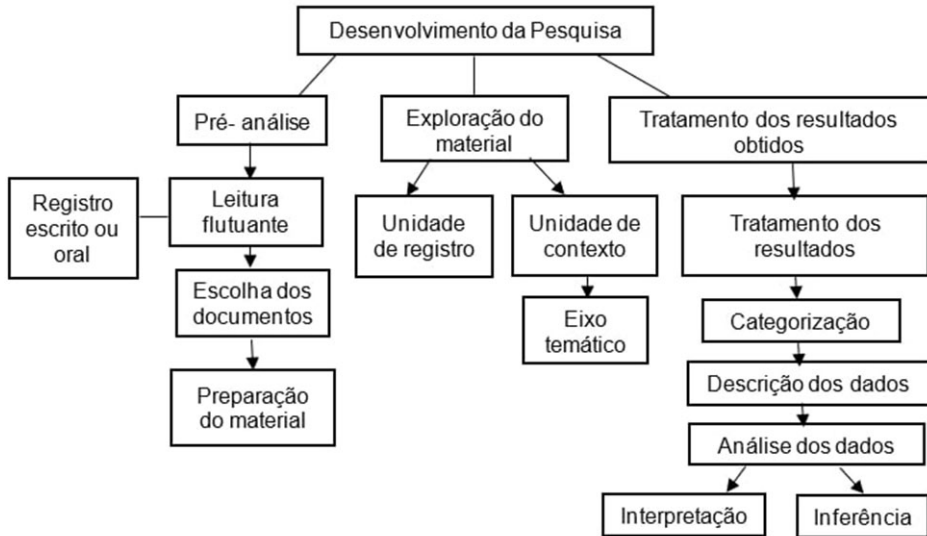 Desenvolvimento da Pesquisa
Pré- análise
Exploração do
material
Tratamento dos resultados
obtidos
Registro
escrito ou
oral
Leitura
flutuante
Unidade
de registro
Unidade de
contexto
Tratamento dos
resultados
Escolha dos
documentos
Eixo
temático
Categorização
Preparação
do material
Descrição dos dados
Análise dos dados
Interpretação
Inferência